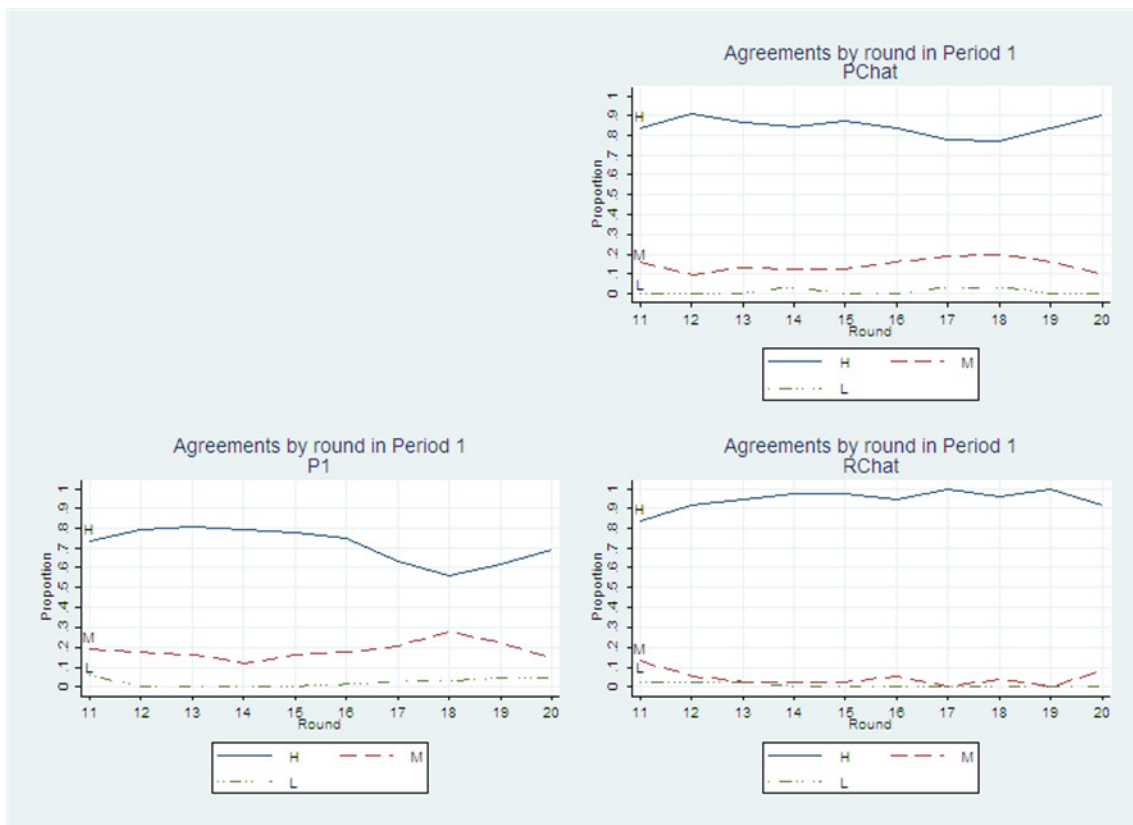 Agreements by round in Period 1
PChat
Proportion
1
.9
.8
.7
.6
.5
.4
.3
.2
.1
0
H
M
L
11 12 13 14 15 16 17 18 19 20
Round
H M
L
Agreements by round in Period 1
P1
Proportion
1
.9
.8
.7
.6
.5
.4
.3
.2
.1
0
H
M
L
11 12 13 14 15 16 17 18 19 20
Round
H M
L
Agreements by round in Period 1
RChat
Proportion
1
.9
.8
.7
.6
.5
.4
.3
.2
.1
0
H
M
L
11 12 13 14 15 16 17 18 19 20
Round
H M
L